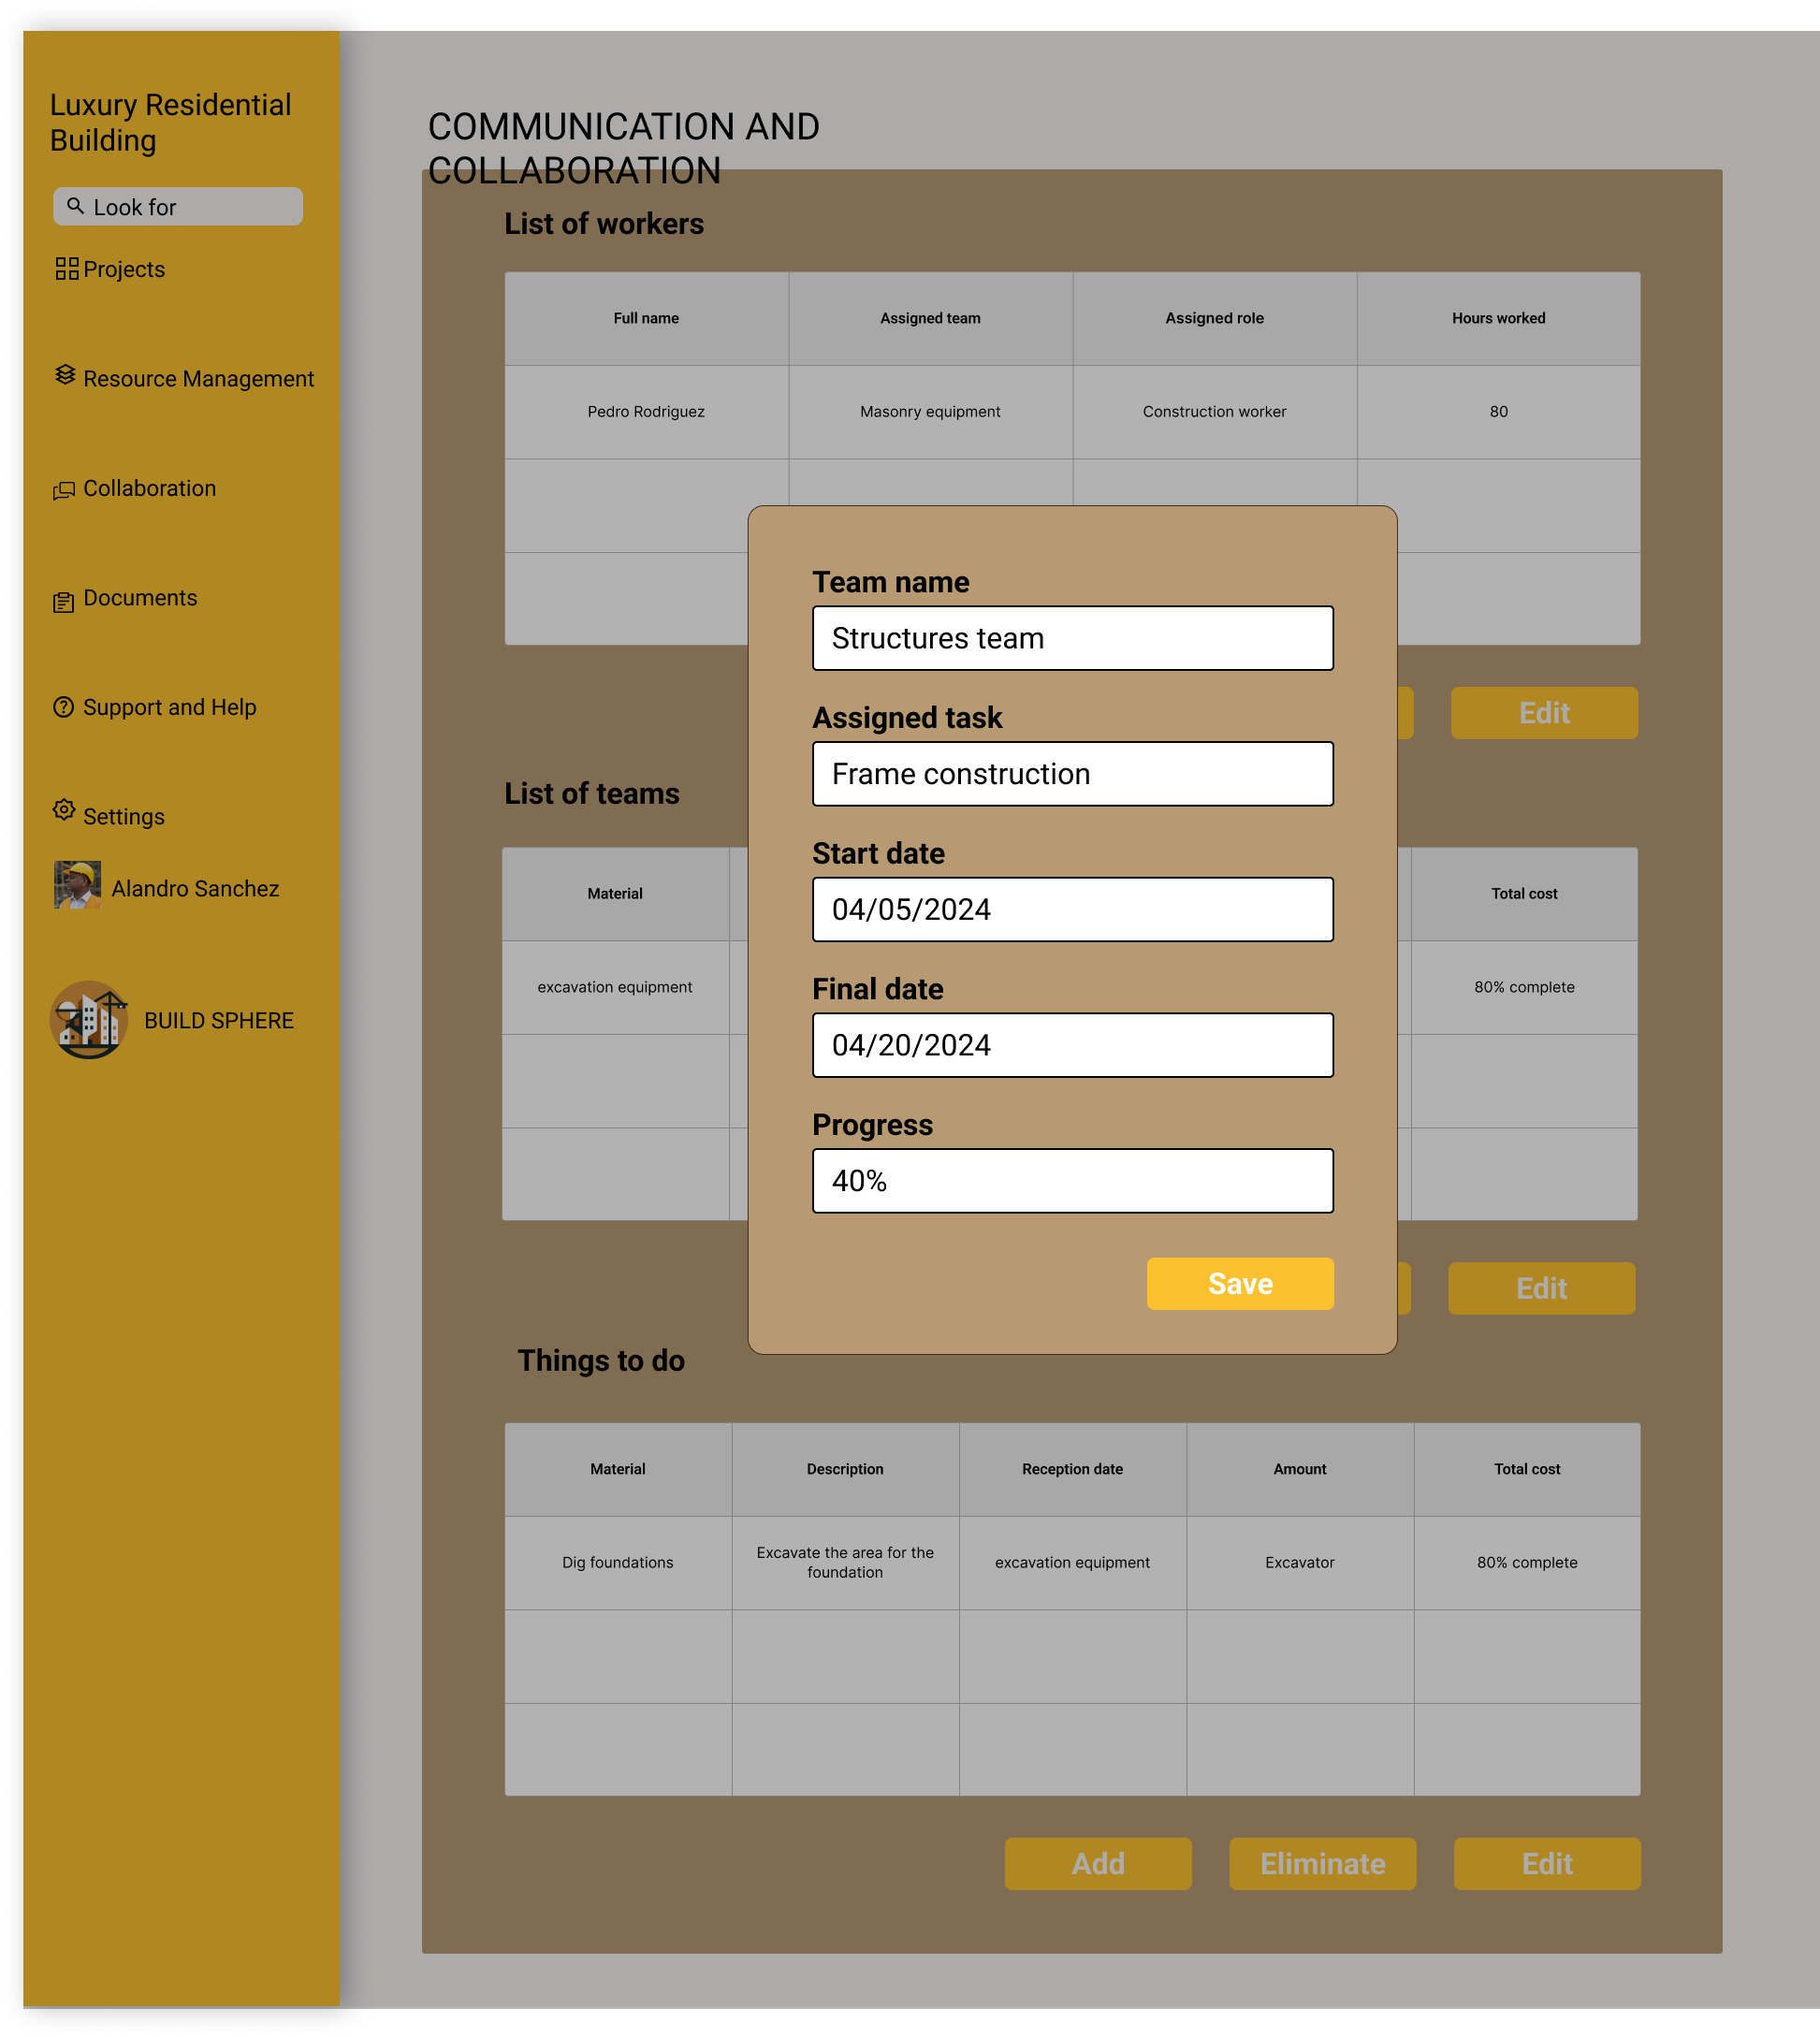 Luxury Residential
Building
Look for
Projects
Resource Management
Collaboration
Documents
Support and Help
Settings
Alandro Sanchez
BUILD SPHERE
COMMUNICATION AND
COLLABORATION
List of workers
Full name
Assigned team
Assigned role
Hours worked
Pedro Rodriguez
Masonry equipment
Construction worker
80
Edit
List of teams
Material
Total cost
excavation equipment
80% complete
Edit
Team name
Structures team
Assigned task
Frame construction
Start date
04/05/2024
Final date
04/20/2024
Progress
40%
Save
Things to do
Material
Description
Reception date
Amount
Total cost
Dig foundations
Excavate the area for the
foundation
excavation equipment
Excavator
80% complete
Add
Eliminate
Edit